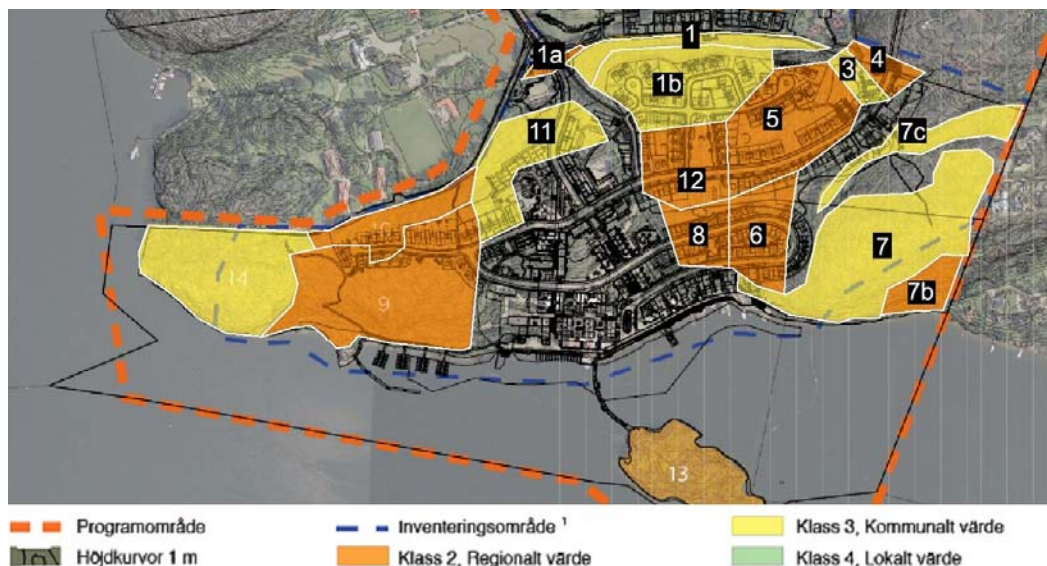 1
1a
1b
3
4
5
7c
11
12
8
6
7
7b
14
9
13
Programområde
Inventeringsområde ¹
Klass 3, Kommunalt värde
Höjdkurvor 1 m
Klass 2, Regionalt värde
Klass 4, Lokalt värde